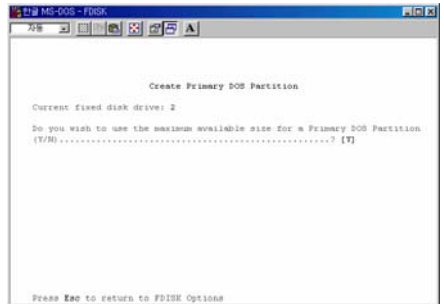 한글 MS-DOS - FDISK
자동
A
Create Primary DOS Partition
Current fixed disk drive: 2
Do you wish to use the maximum available size for a Primary DOS Partition
(Y/N)................................................? [Y]
Press Esc to return to FDISK Options